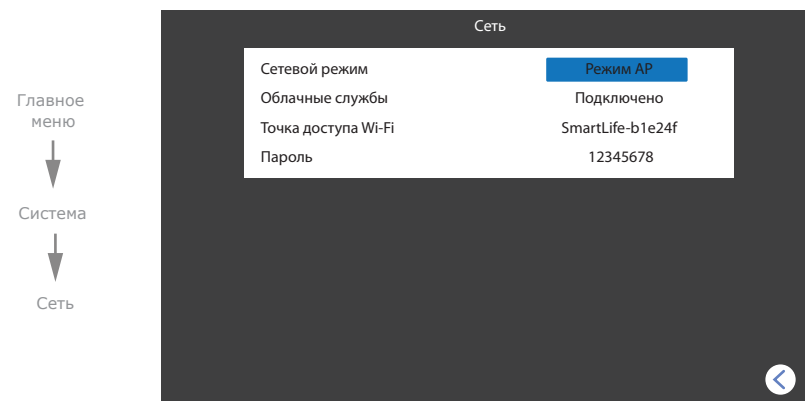 Главное
меню
Система
Сеть
Сеть
Сетевой режим Режим AP
Облачные службы Подключено
Точка доступа Wi-Fi SmartLife-b1e24f
Пароль 12345678